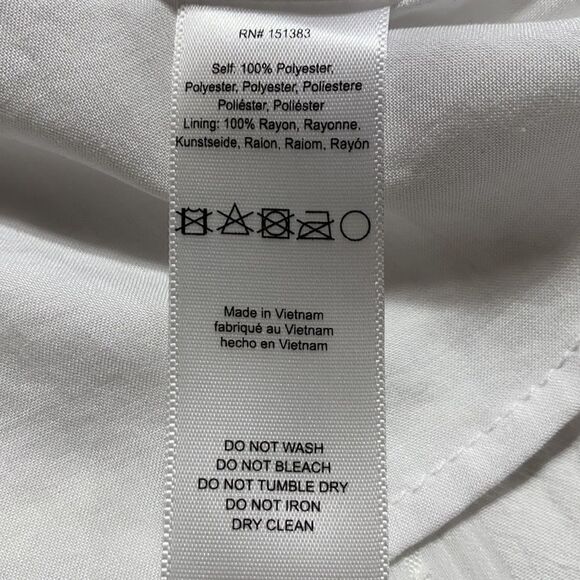 RN# 151383
Self: 100% Polyester,
Polyester, Polyester, Poliestere
Poliéster, Poliéster
Lining: 100% Rayon, Rayonne,
Kunstseide, Raion, Raiom, Rayón
Made in Vietnam
fabriqué au Vietnam
hecho en Vietnam
DO NOT WASH
DO NOT BLEACH
DO NOT TUMBLE DRY
DO NOT IRON
DRY CLEAN